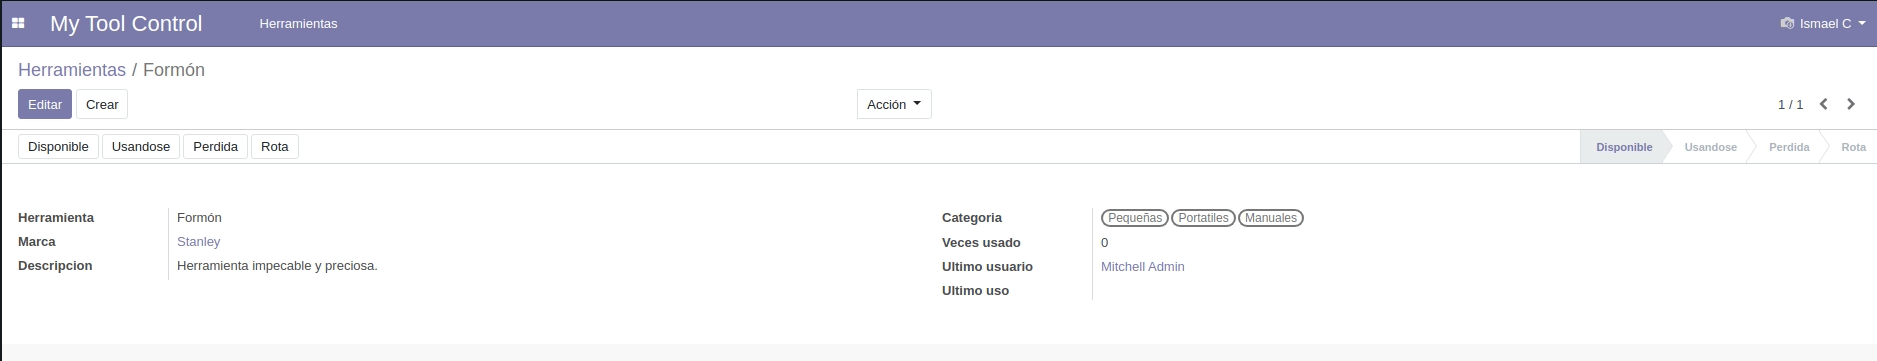 My Tool Control Herramientas Ismael C
Herramientas / Formón
Editar Crear Acción 1 / 1
Disponible Usandose Perdida Rota Disponible Usandose Perdida Rota
Herramienta Formón Categoria Pequeñas Portatiles Manuales
Marca Stanley Veces usado 0
Descripcion Herramienta impecable y preciosa. Ultimo usuario Mitchell Admin
Ultimo uso